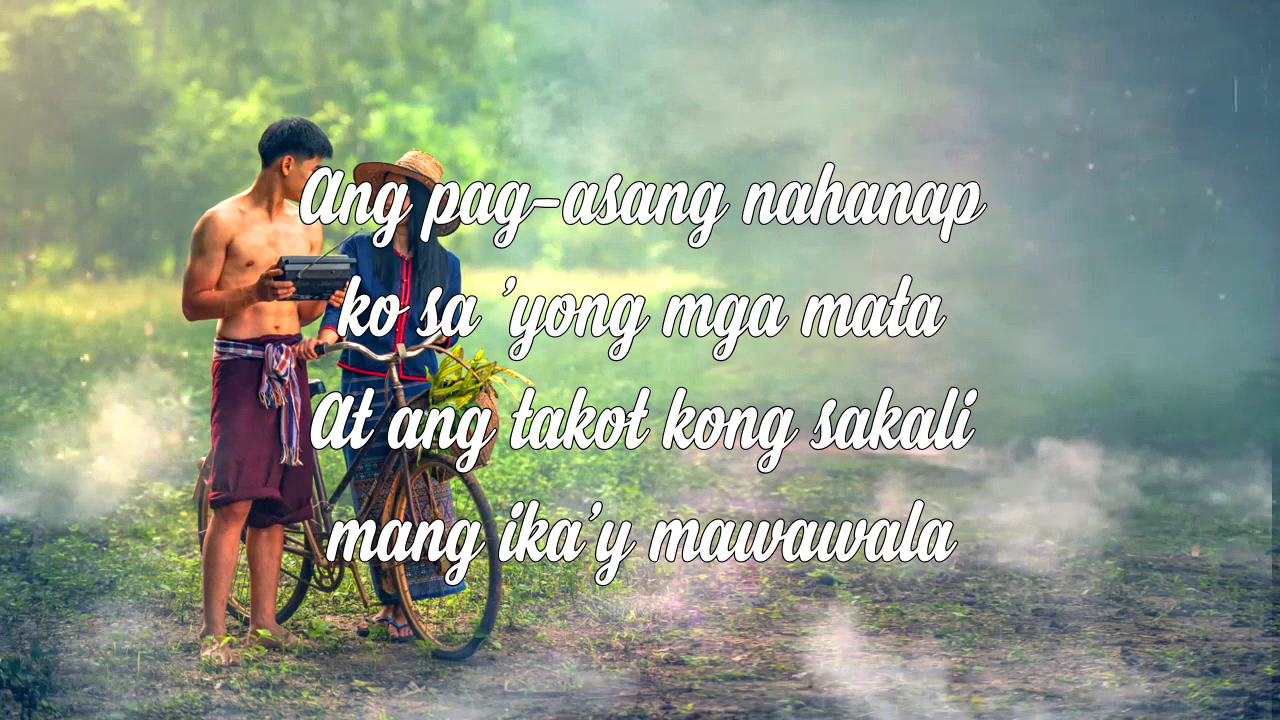 Ang pag-asang nahanap
ko sa 'yong mga mata
At ang takot kong sakali
mang ika'y mawawala